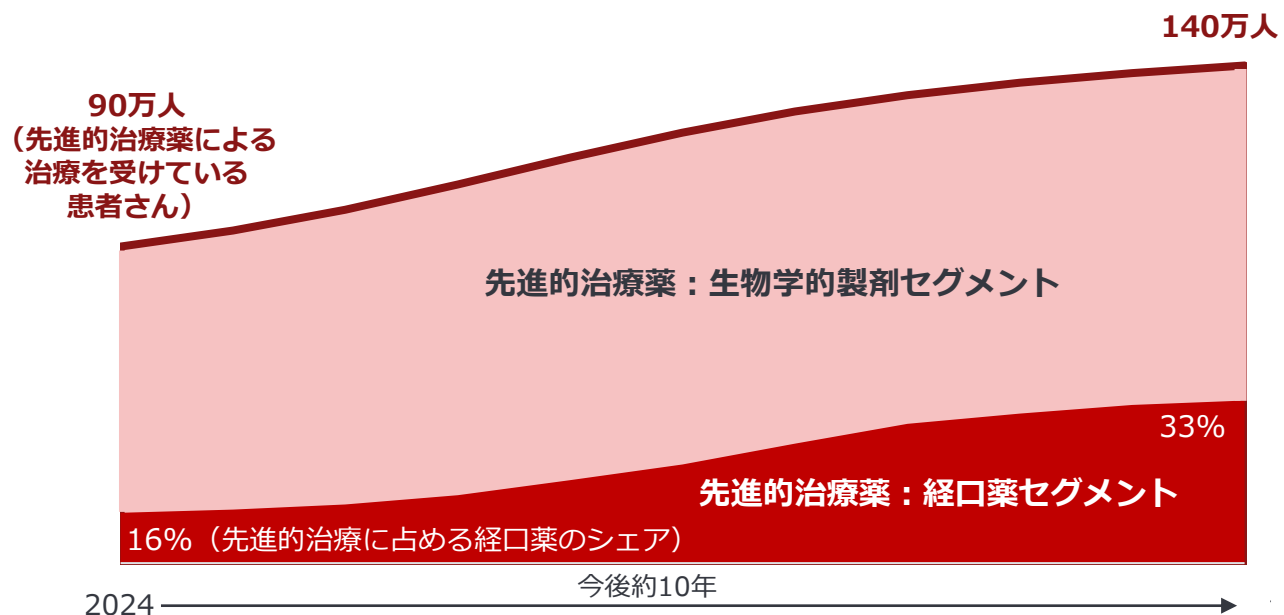 140万人
90万人
（先進的治療薬による
治療を受けている
患者さん）
先進的治療薬：生物学的製剤セグメント
33%
先進的治療薬：経口薬セグメント
16%（先進的治療に占める経口薬のシェア）
今後約10年
2024